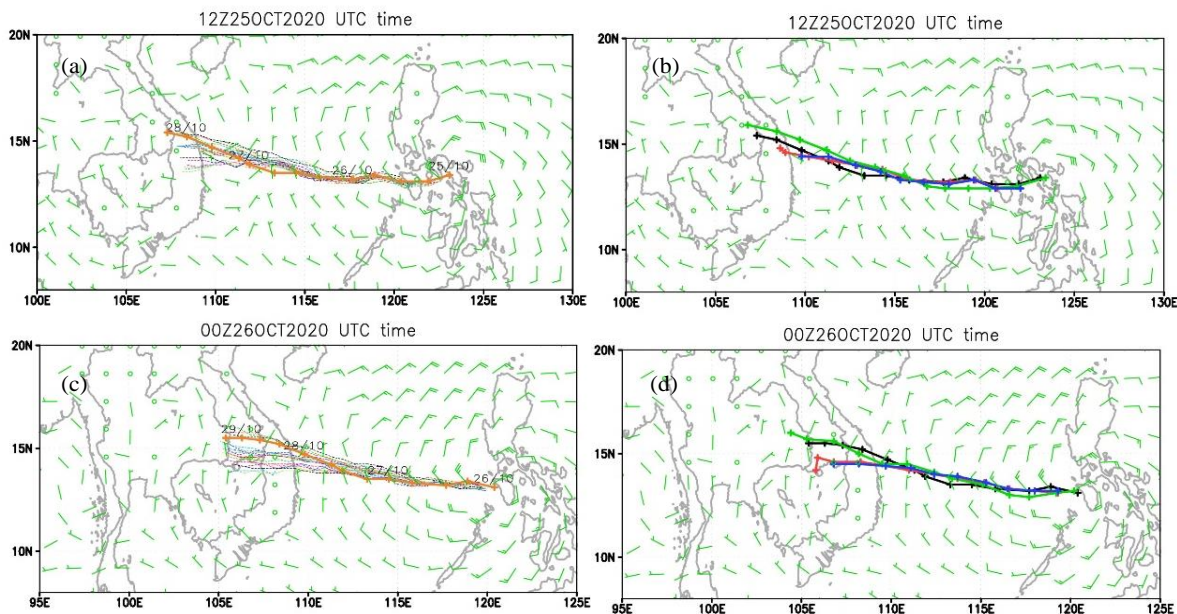 12Z25OCT2020 UTC time
(a)
20N
15N
10N
28/10
27/10
26/10
25/10
100E 105E 110E 115E 120E 125E 130E
12Z25OCT2020 UTC time
(b)
20N
15N
10N
100E 105E 110E 115E 120E 125E 130E
00Z26OCT2020 UTC time
(c)
20N
15N
10N
29/10
28/10
27/10
26/10
95E 100E 105E 110E 115E 120E 125E
00Z26OCT2020 UTC time
(d)
20N
15N
10N
95E 100E 105E 110E 115E 120E 125E